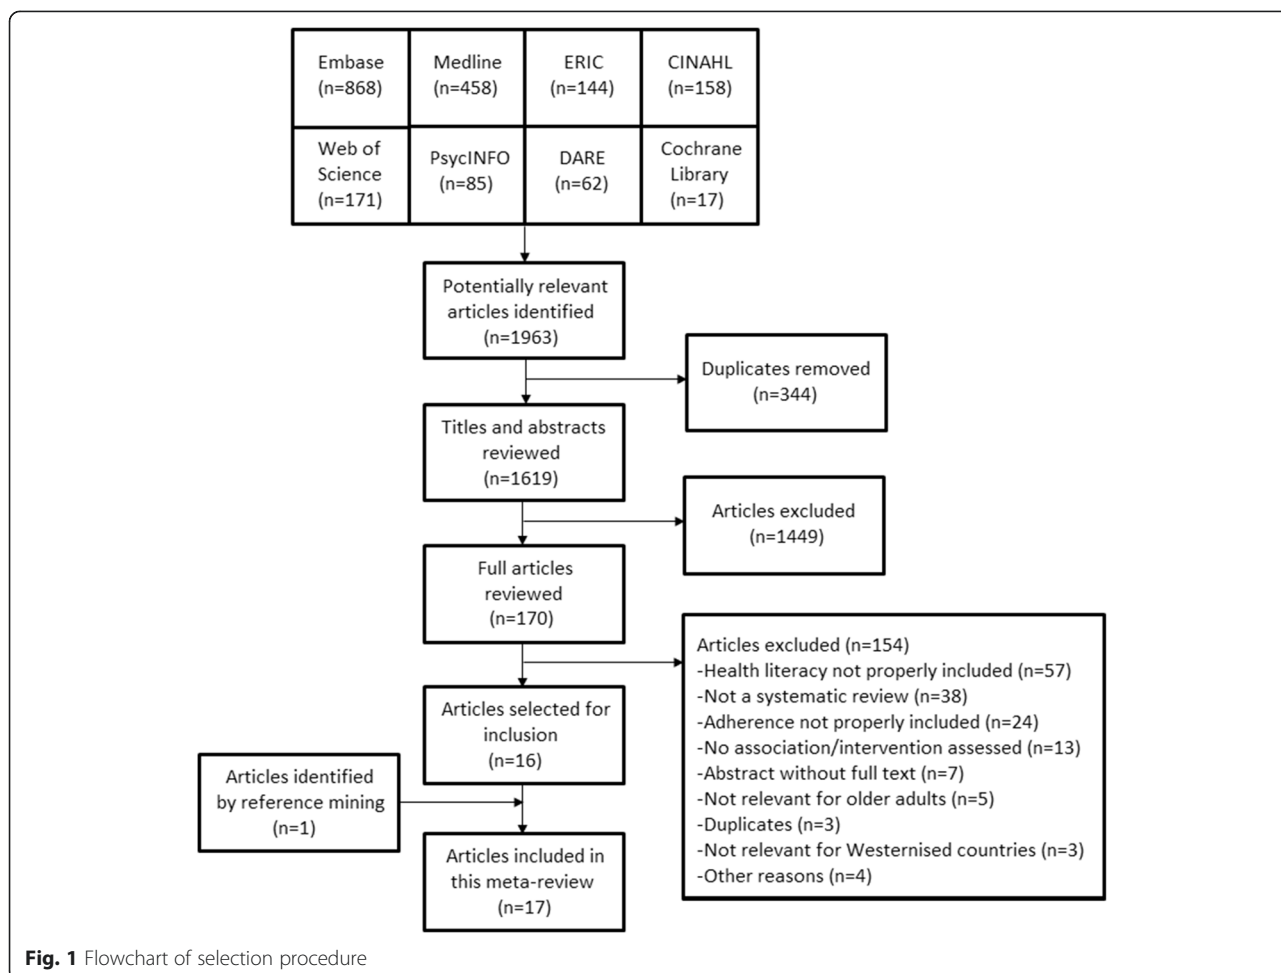 Embase
(n=868)
Medline
(n=458)
ERIC
(n=144)
CINAHL
(n=158)
Web of
Science
(n=171)
PsycINFO
(n=85)
DARE
(n=62)
Cochrane
Library
(n=17)
Potentially relevant
articles identified
(n=1963)
Duplicates removed
(n=344)
Titles and abstracts
reviewed
(n=1619)
Articles excluded
(n=1449)
Full articles
reviewed
(n=170)
Articles excluded (n=154)
-Health literacy not properly included (n=57)
-Not a systematic review (n=38)
-Adherence not properly included (n=24)
-No association/intervention assessed (n=13)
-Abstract without full text (n=7)
-Not relevant for older adults (n=5)
-Duplicates (n=3)
-Not relevant for Westernised countries (n=3)
-Other reasons (n=4)
Articles selected for
inclusion
(n=16)
Articles identified
by reference mining
(n=1)
Articles included in
this meta-review
(n=17)
Fig. 1 Flowchart of selection procedure